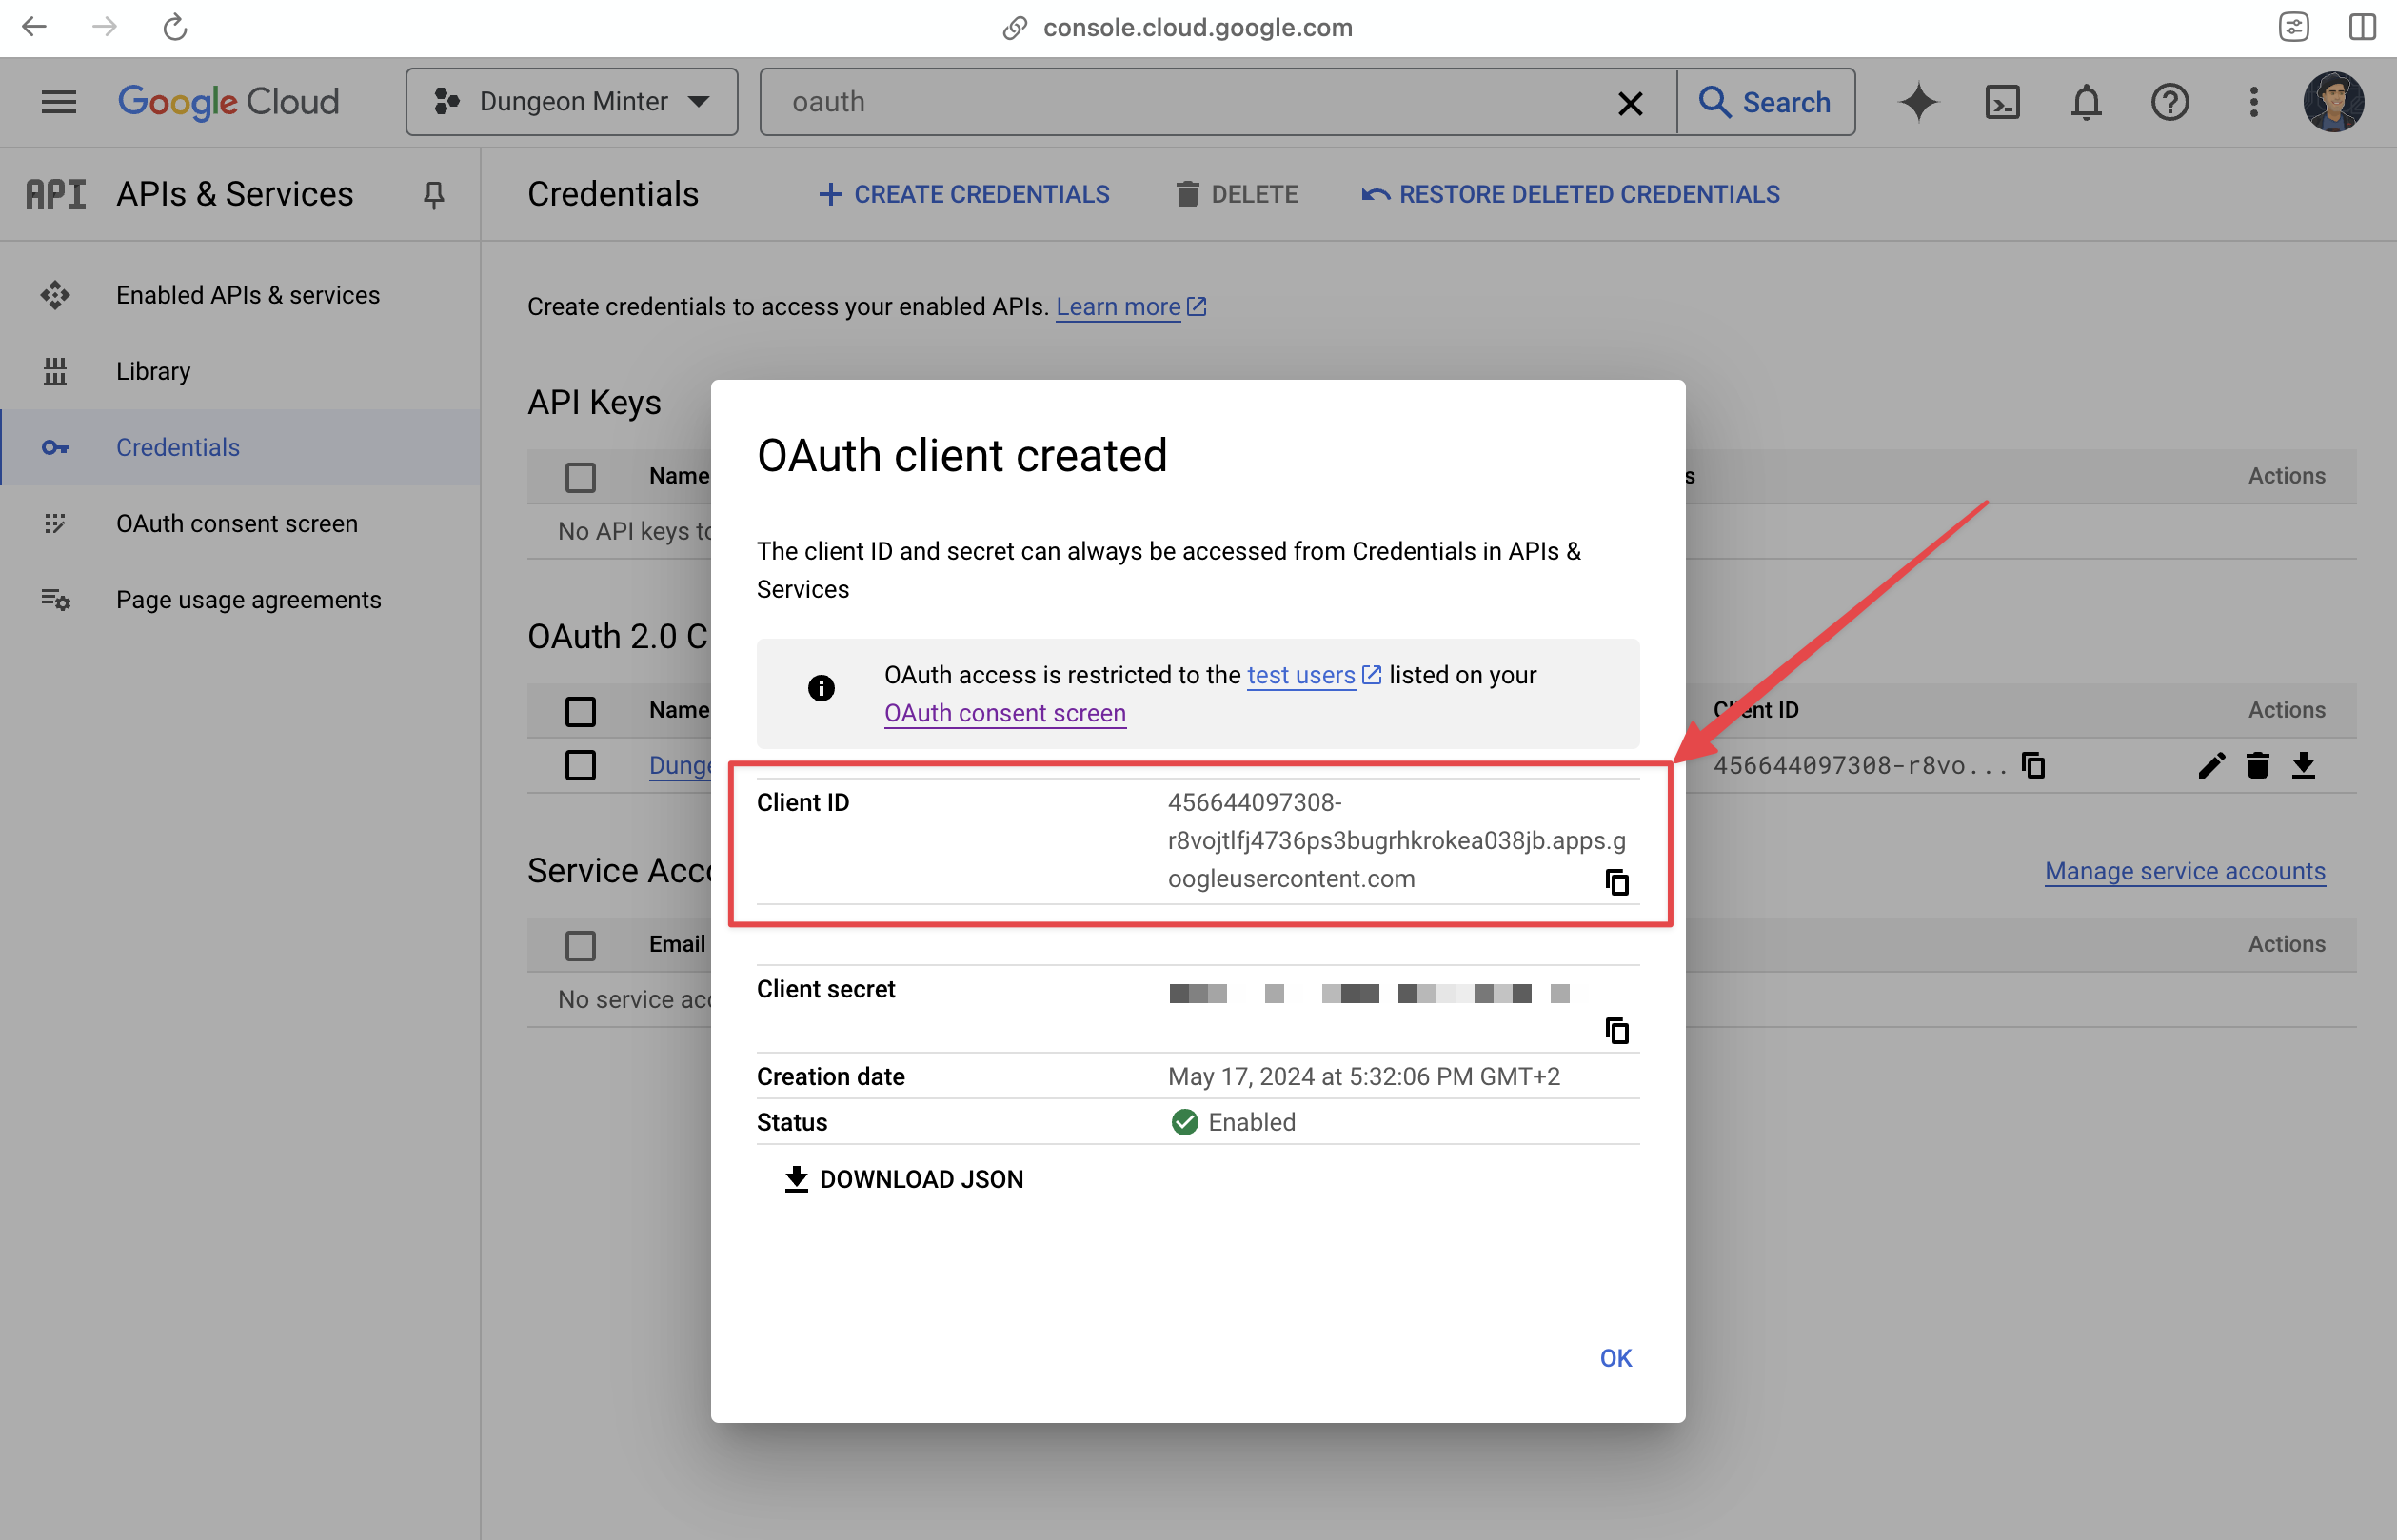 console.cloud.google.com
Google Cloud
Dungeon Minter
oauth
Search
API
APIs & Services
Credentials
CREATE CREDENTIALS
DELETE
RESTORE DELETED CREDENTIALS
Enabled APIs & services
Library
Credentials
OAuth consent screen
Page usage agreements
Create credentials to access your enabled APIs. Learn more
API Keys
Name
Actions
No API keys
OAuth 2.0 C
Name
Client ID
Actions
Dunge
456644097308-r8vo...
Service Acc
Manage service accounts
Email
Actions
No service acc
OAuth client created
The client ID and secret can always be accessed from Credentials in APIs &
Services
OAuth access is restricted to the test users listed on your
OAuth consent screen
Client ID
456644097308-
r8vojtlfj4736ps3bugrhkrokea038jb.apps.g
oogleusercontent.com
Client secret
Creation date
May 17, 2024 at 5:32:06 PM GMT+2
Status
Enabled
DOWNLOAD JSON
OK